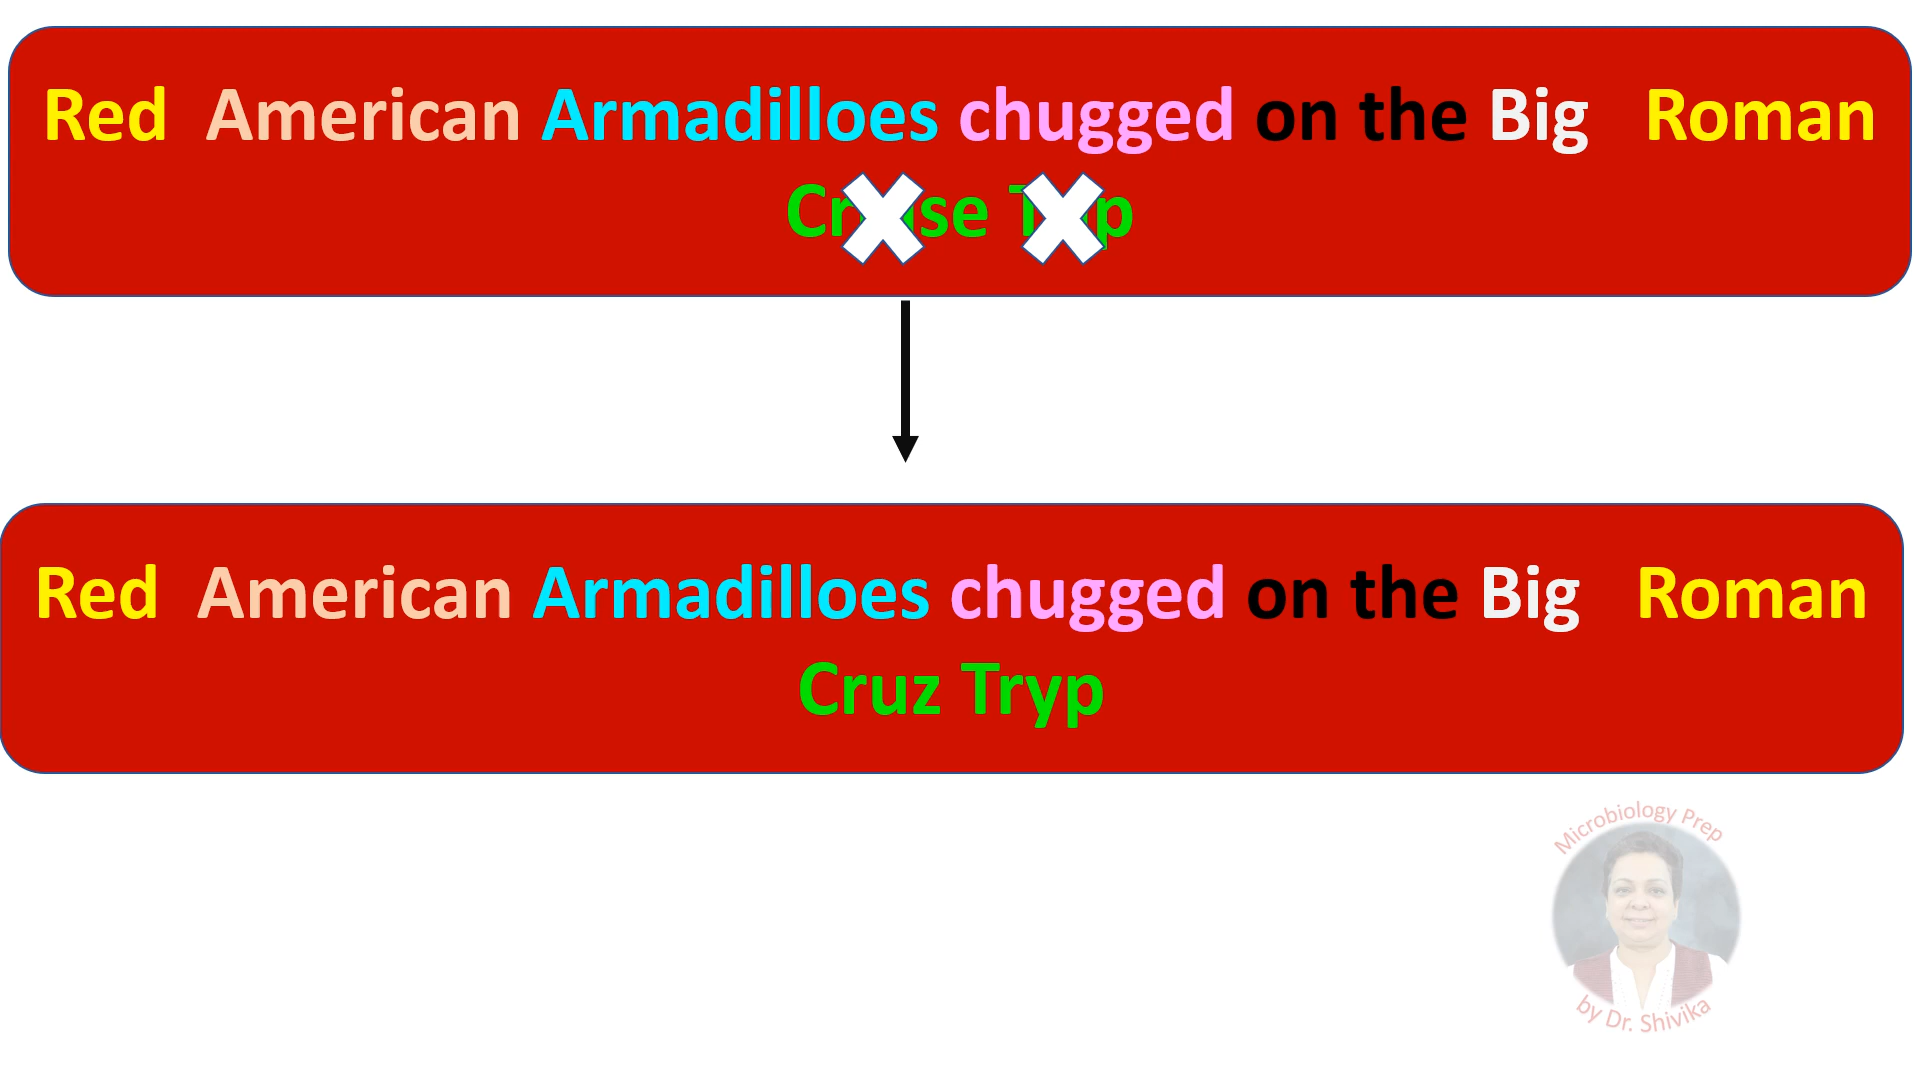 Red American Armadilloes chugged on the Big Roman
Red American Armadilloes chugged on the Big Roman
Cruz Tryp
Microbiology Prep
by Dr. Shivika